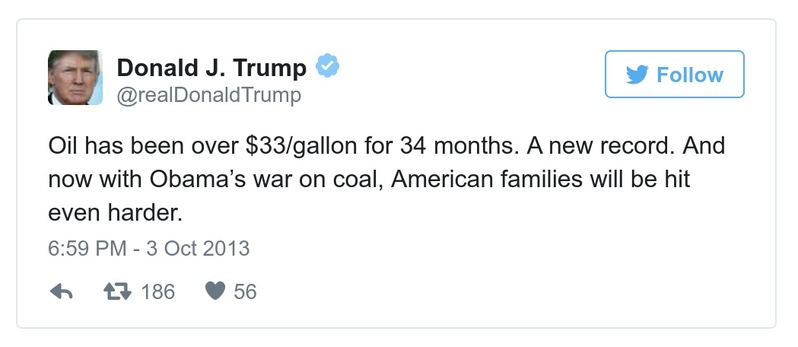 Donald J. Trump
@realDonaldTrump
Follow
Oil has been over $33/gallon for 34 months. A new record. And
now with Obama’s war on coal, American families will be hit
even harder.
6:59 PM - 3 Oct 2013
186 56